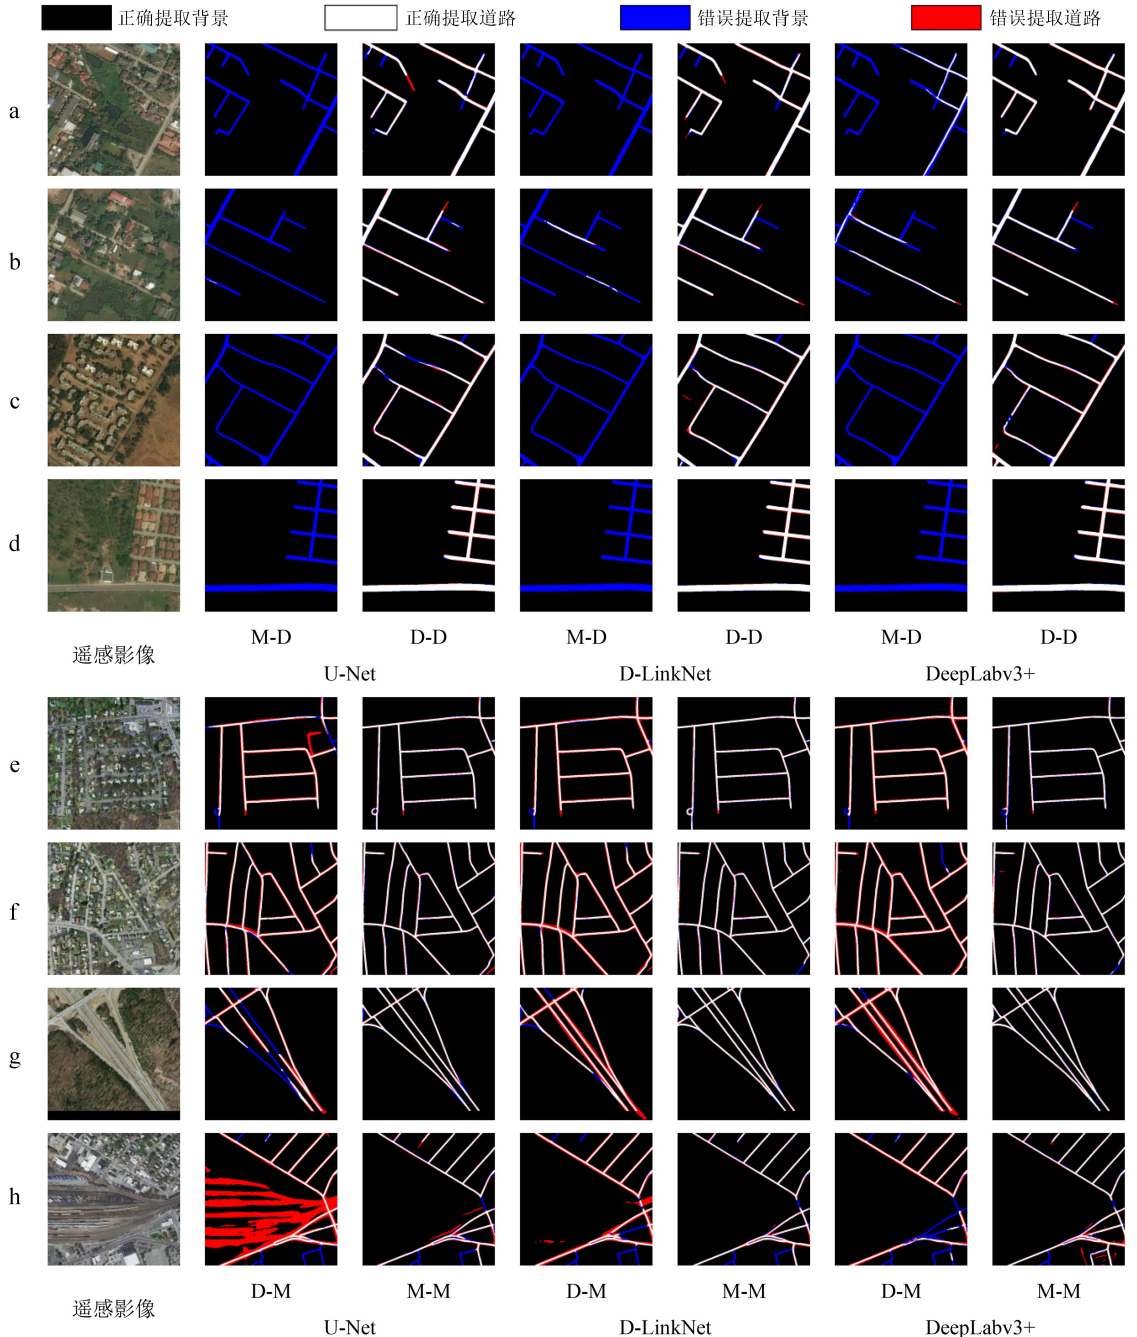 正确提取背景 正确提取道路 错误提取背景 错误提取道路
a
b
c
d
M-D D-D M-D D-D M-D D-D
遥感影像
U-Net D-LinkNet DeepLabv3+
e
f
g
h
D-M M-M D-M M-M D-M M-M
遥感影像
U-Net D-LinkNet DeepLabv3+